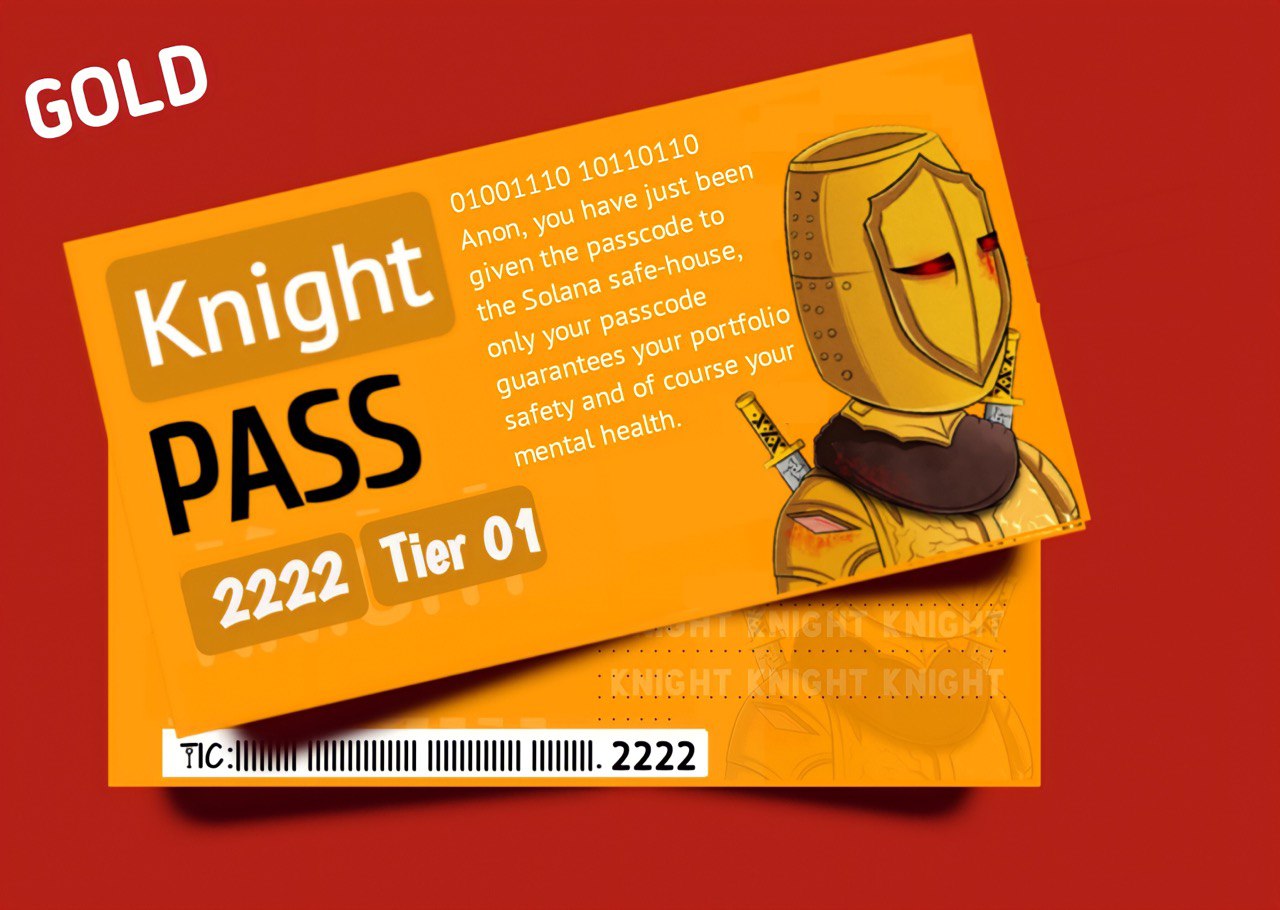 GOLD
Knight
PASS
2222
Tier 01
01001110 10110110
Anon, you have just been
given the passcode to
the Solana safe-house,
only your passcode
guarantees your portfolio
safety and of course your
mental health.
KNIGHT KNIGHT
KNIGHT KNIGHT KNIGHT
TIC: 2222